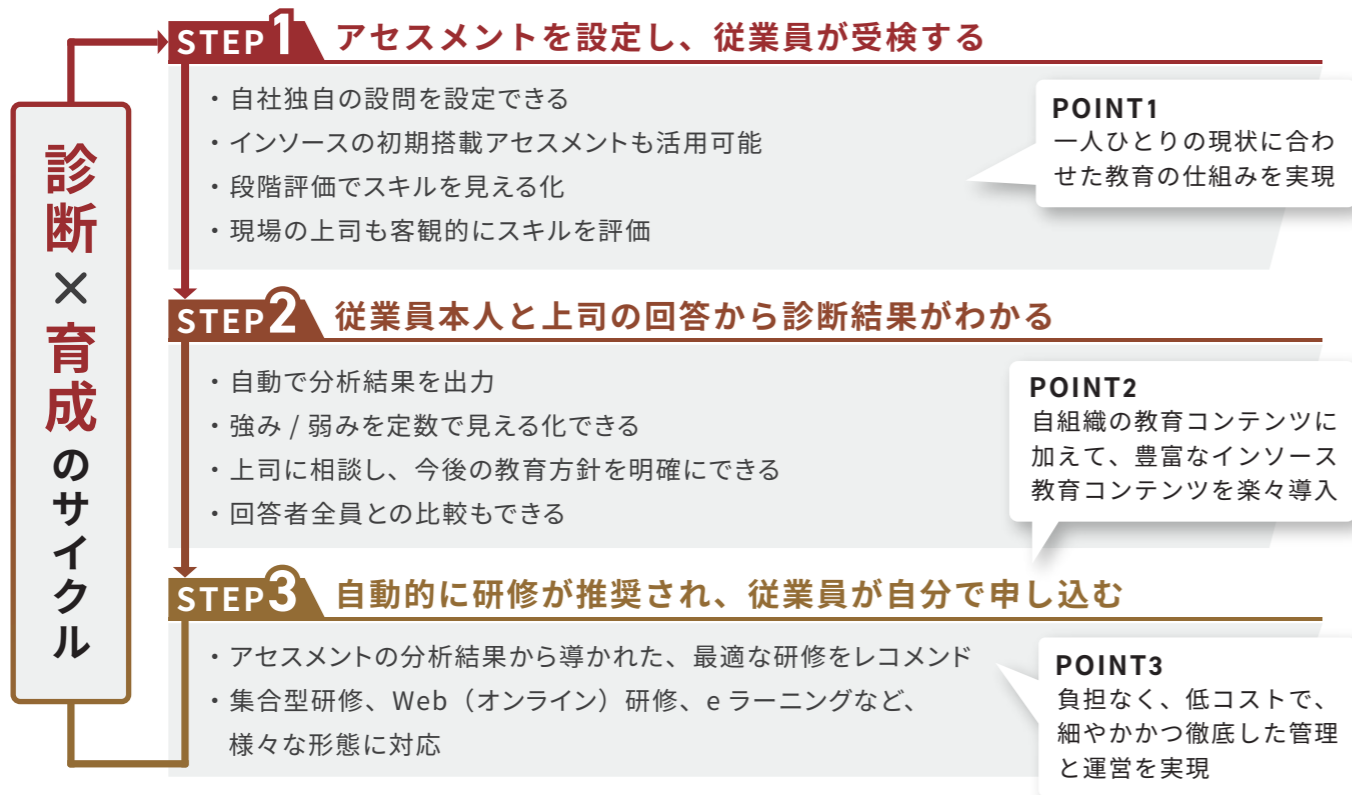 診断×育成のサイクル
STEP1 アセスメントを設定し、従業員が受検する
・自社独自の設問を設定できる
・インソースの初期搭載アセスメントも活用可能
・段階評価でスキルを見える化
・現場の上司も客観的にスキルを評価
POINT1
一人ひとりの現状に合わ
せた教育の仕組みを実現
STEP2 従業員本人と上司の回答から診断結果がわかる
・自動で分析結果を出力
・強み / 弱みを定数で見える化できる
・上司に相談し、今後の教育方針を明確にできる
・回答者全員との比較もできる
POINT2
自組織の教育コンテンツに
加えて、豊富なインソース
教育コンテンツを楽々導入
STEP3 自動的に研修が推奨され、従業員が自分で申し込む
・アセスメントの分析結果から導かれた、最適な研修をレコメンド
・集合型研修、Web（オンライン）研修、e ラーニングなど、
様々な形態に対応
POINT3
負担なく、低コストで、
細やかかつ徹底した管理
と運営を実現